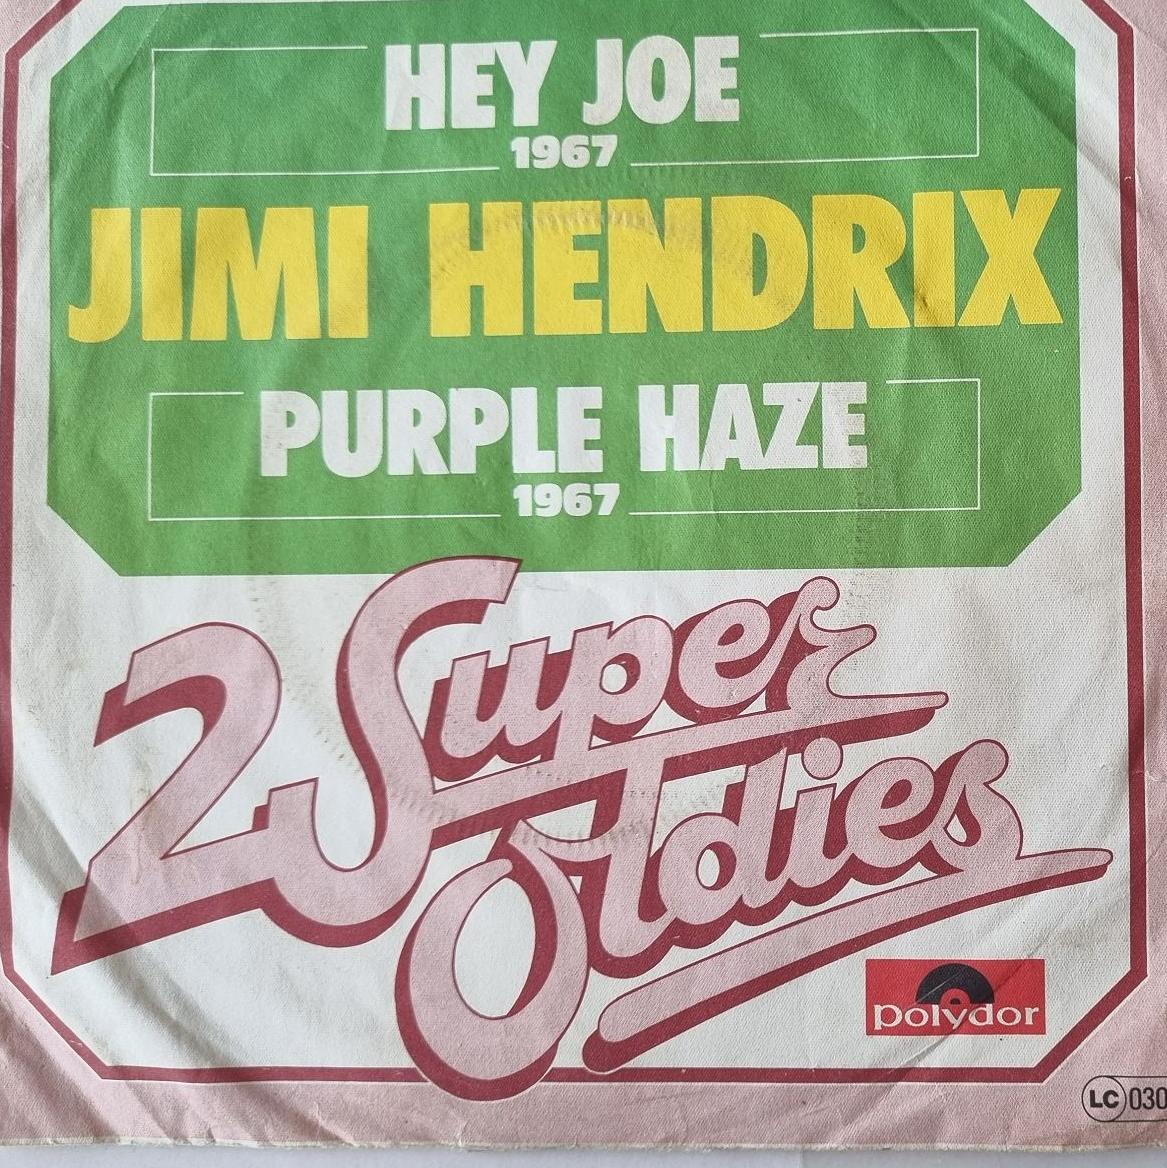 HEY JOE
1967
JIMI HENDRIX
PURPLE HAZE
1967
2 Super
Oldies
polydor
LC 030